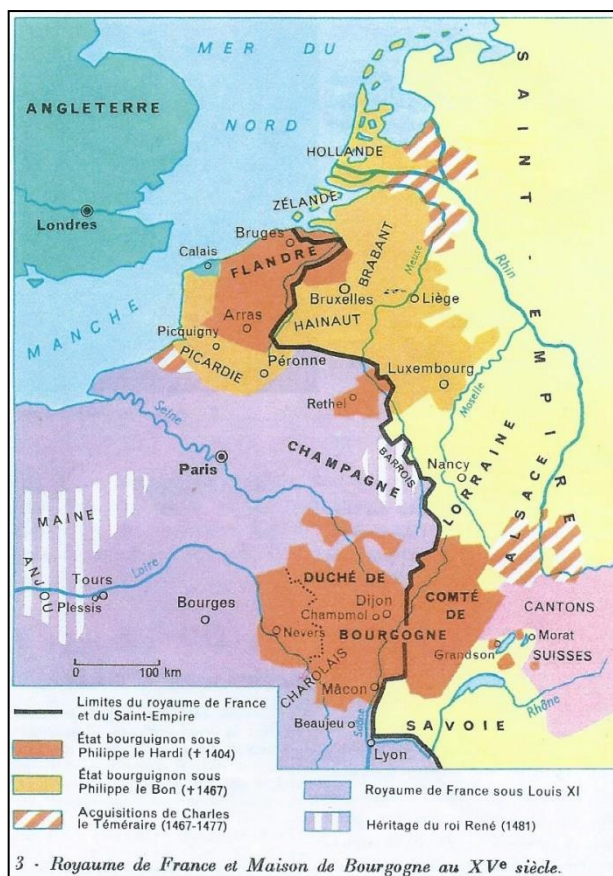 MER DU
NORD
ANGLETERRE
Londres
MANCHE
SAINT-EMPIRE
HOLLANDE
ZÉLANDE
Bruges
Calais
FLANDRE
BRABANT
Meuse
Rhin
Bruxelles
Liège
Arras
HAINAUT
Picquigny
PICARDIE
Péronne
Luxembourg
Rethel
Moselle
Seine
CHAMPAGNE
BARROIS
Paris
Nancy
LORRAINE
ALSACE
MAINE
ANJOU
Loire
Tours
Plessis
Bourges
DUCHÉ DE
BOURGOGNE
Dijon
Champmol
Nevers
CHAROLAIS
COMTÉ
DE
CANTONS
SUISSES
Morat
Grandson
Mâcon
Beaujeu
Saône
Lyon
SAVOIE
Rhône
0 100 km
Limites du royaume de France
et du Saint-Empire
État bourguignon sous
Philippe le Hardi (✝ 1404)
État bourguignon sous
Philippe le Bon (✝ 1467)
Acquisitions de Charles
le Téméraire (1467-1477)
Royaume de France sous Louis XI
Héritage du roi René (1481)
3 - Royaume de France et Maison de Bourgogne au XVe siècle.